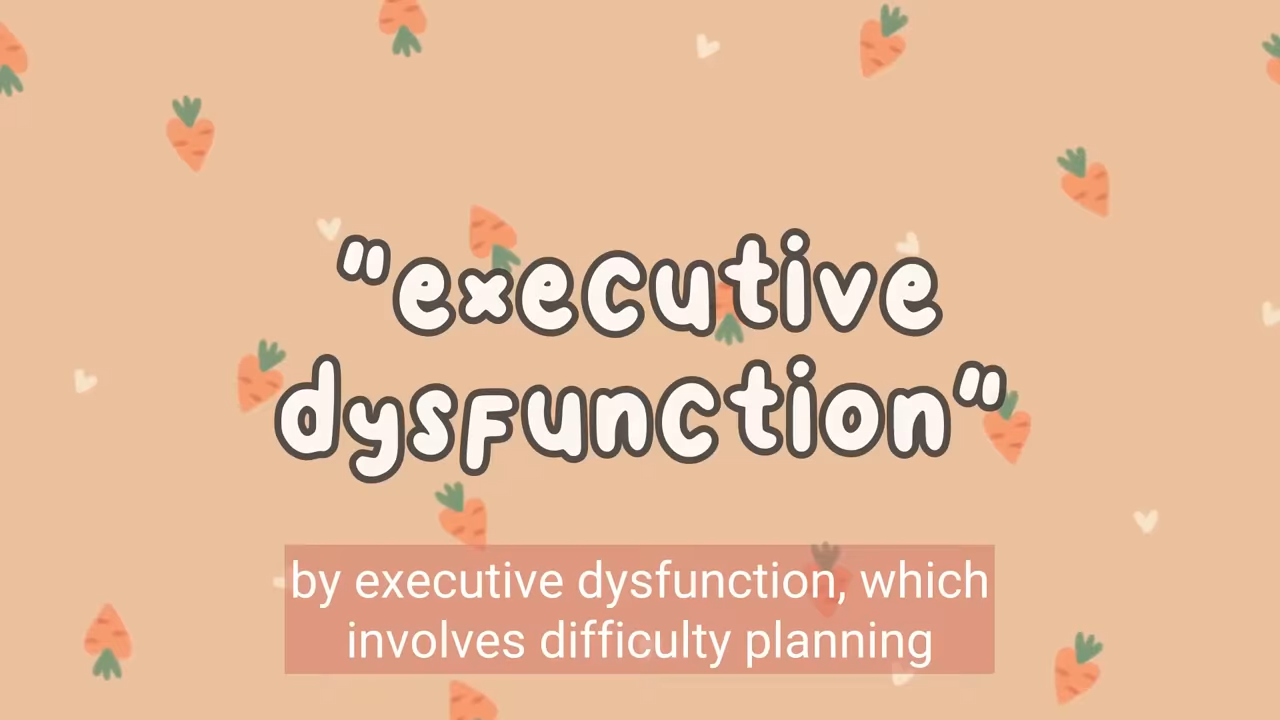 "executive
dysfunction"
by executive dysfunction, which
involves difficulty planning